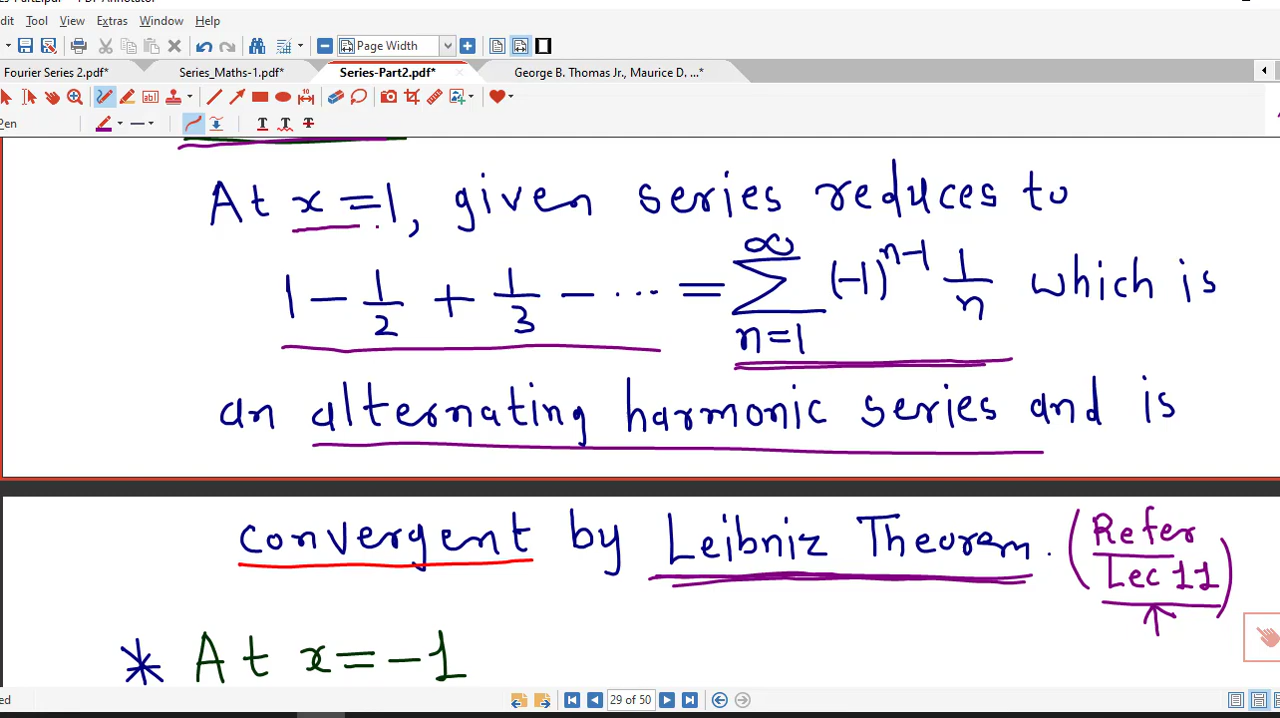 dit Tool View Extras Window Help
Page Width
Fourier Series 2.pdf* Series_Maths-1.pdf* Series-Part2.pdf* George B. Thomas Jr., Maurice D. ...*
Pen
At x=1, given series reduces to
1 - 1/2 + 1/3 - ... = ∑_{n=1}^{∞} (-1)^{n-1} 1/n which is
an alternating harmonic series and is
convergent by Leibniz Theorem. (Refer
Lec 11)
* At x=-1
29 of 50